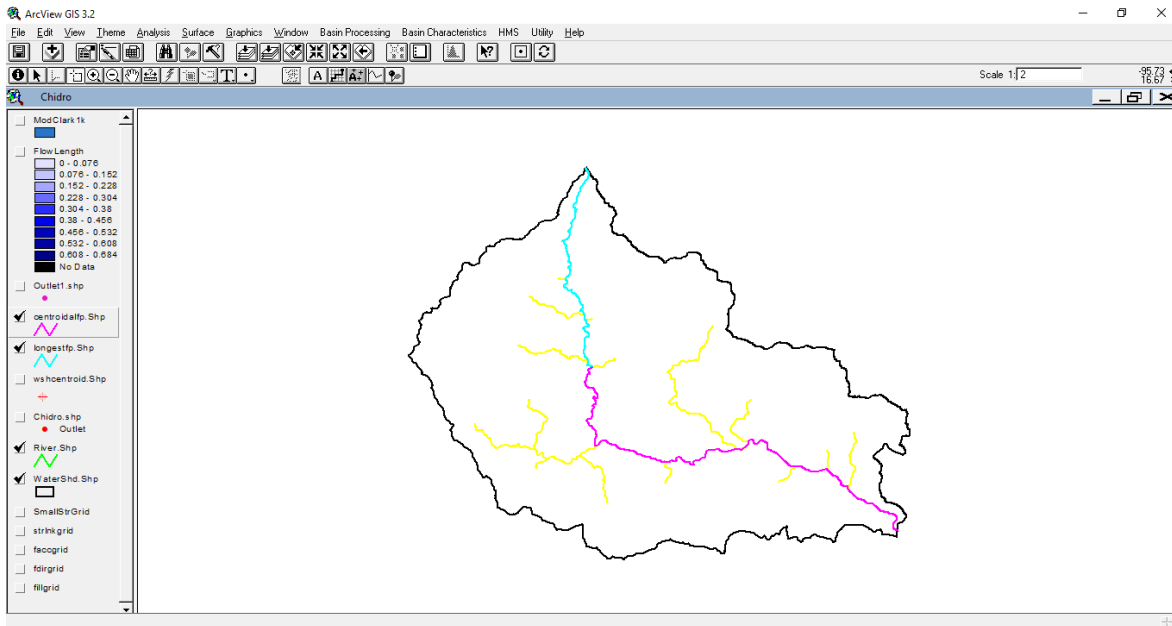 ArcView GIS 3.2
File Edit View Theme Analysis Surface Graphics Window Basin Processing Basin Characteristics HMS Utility Help
T A A
Scale 1: 2
-95.73
16.67
Chidro
ModClark1k
FlowLength
0 - 0.076
0.076 - 0.152
0.152 - 0.228
0.228 - 0.304
0.304 - 0.38
0.38 - 0.456
0.456 - 0.532
0.532 - 0.608
0.608 - 0.684
No Data
Outlet1.shp
centroidalfp.Shp
longestfp.Shp
wshcentroid.Shp
Chidro.shp
Outlet
River.Shp
WaterShd.Shp
SmallStrGrid
strlnkgrid
faccgrid
fdirgrid
fillgrid